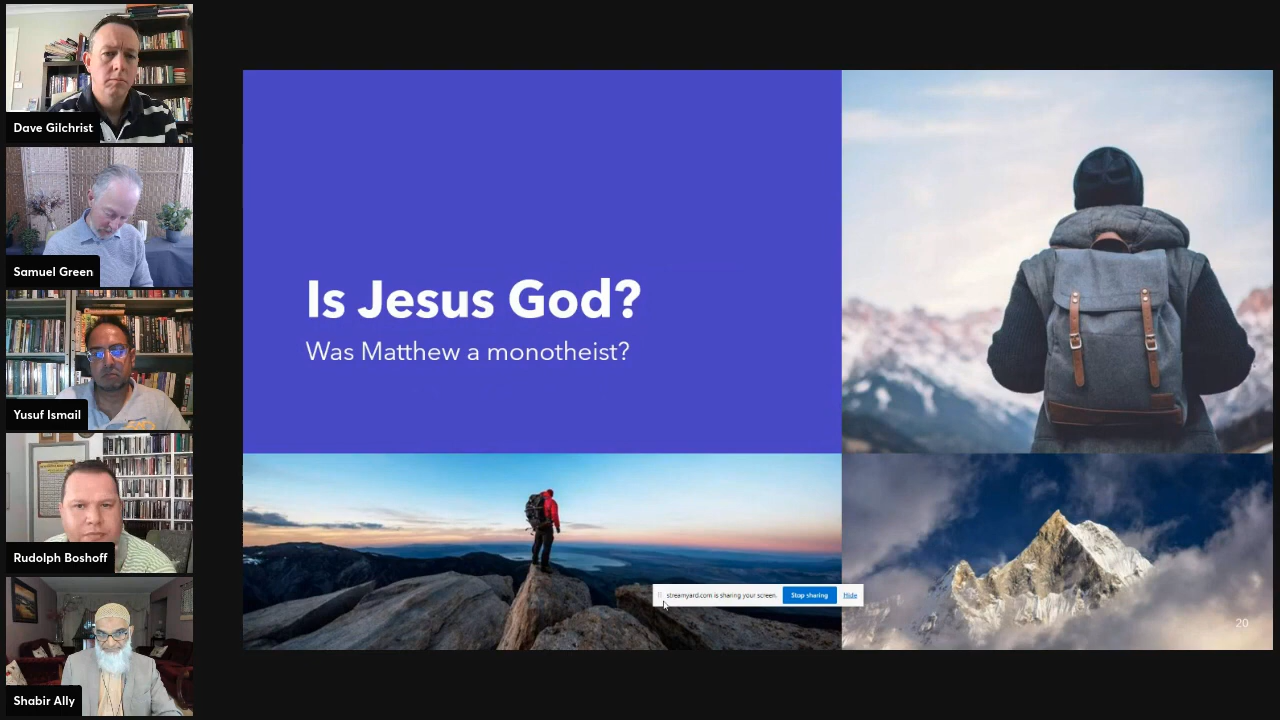 Dave Gilchrist
Samuel Green
Yusuf Ismail
Rudolph Boshoff
Shabir Ally
Is Jesus God?
Was Matthew a monotheist?
streamyard.com is sharing your screen.
Stop sharing
Hide
20